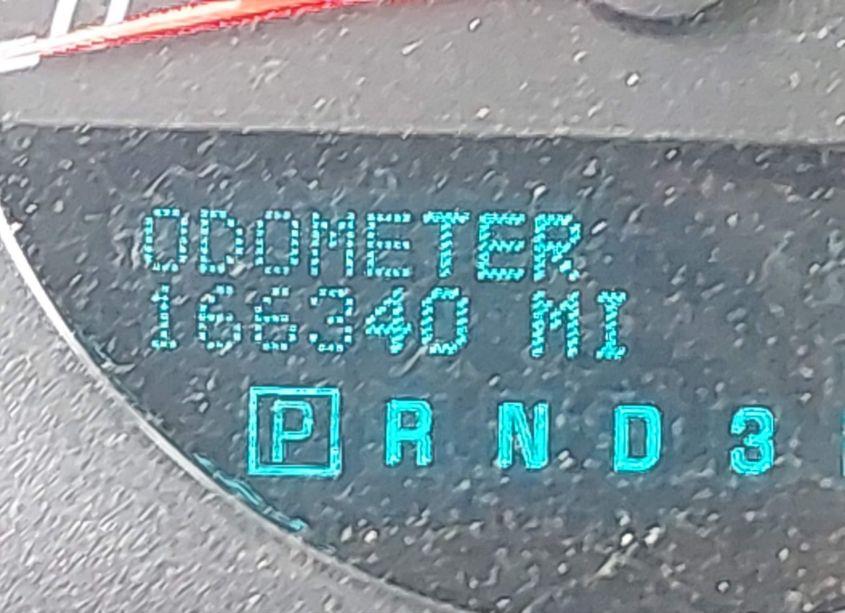 ODOMETER
166340 MI
P R N D 3